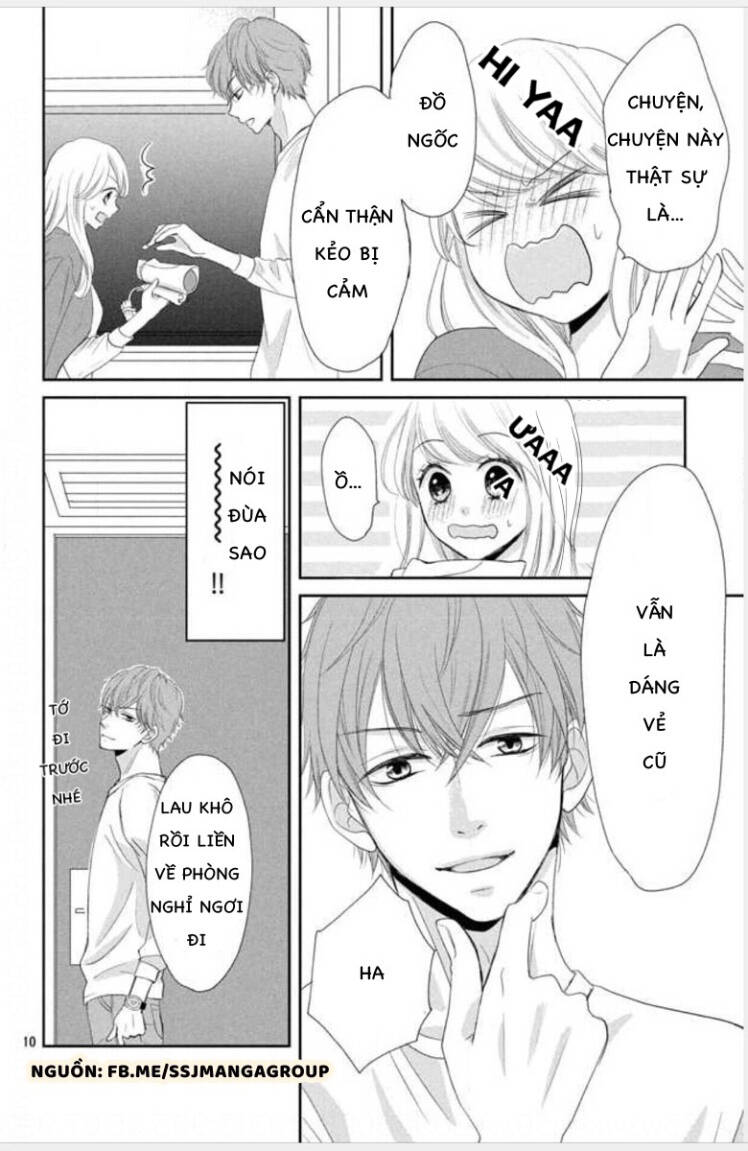 HI YAA
CHUYỆN,
CHUYỆN NÀY
THẬT SỰ
LÀ...
ĐỒ
NGỐC
CẨN THẬN
KẺO BỊ
CẢM
ƯAAA
A
Ồ...
NÓI
ĐÙA
SAO
!!
VẪN
LÀ
DÁNG
VẺ
CŨ
HA
TỚ
ĐI
TRƯỚC
NHÉ
LAU KHÔ
RỒI LIỀN
VỀ PHÒNG
NGHỈ NGƠI
ĐI
10
NGUỒN: FB.ME/SSJMANGAGROUP